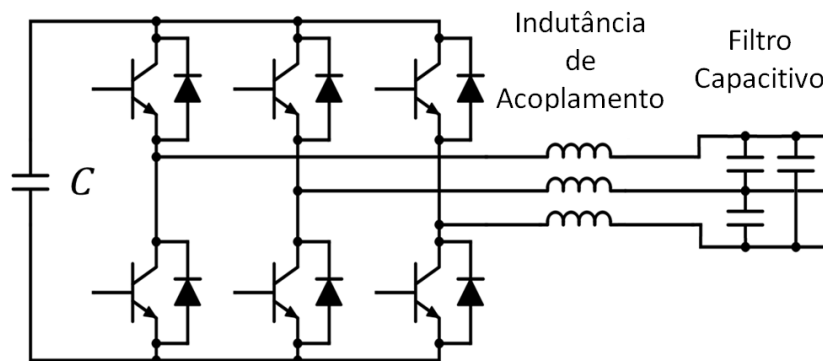 Indutância
de
Acoplamento
Filtro
Capacitivo
C